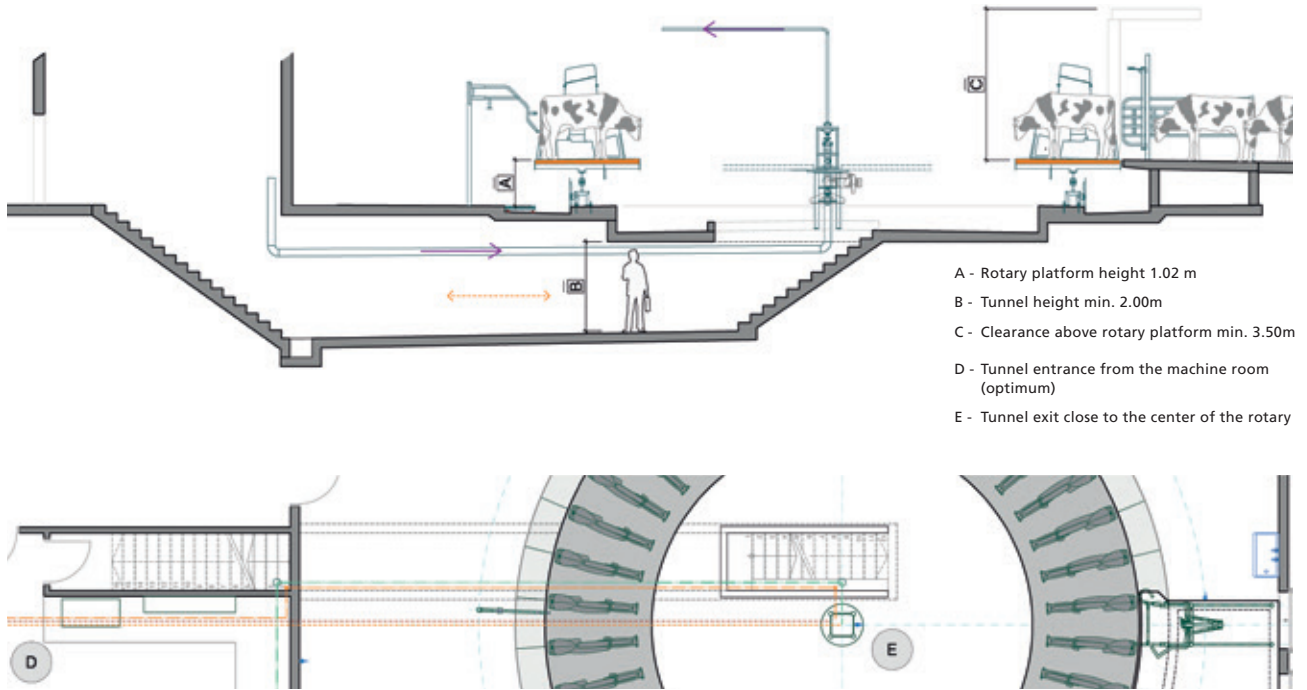 C
A
B
A - Rotary platform height 1.02 m
B - Tunnel height min. 2.00m
C - Clearance above rotary platform min. 3.50m
D - Tunnel entrance from the machine room
(optimum)
E - Tunnel exit close to the center of the rotary
D
E